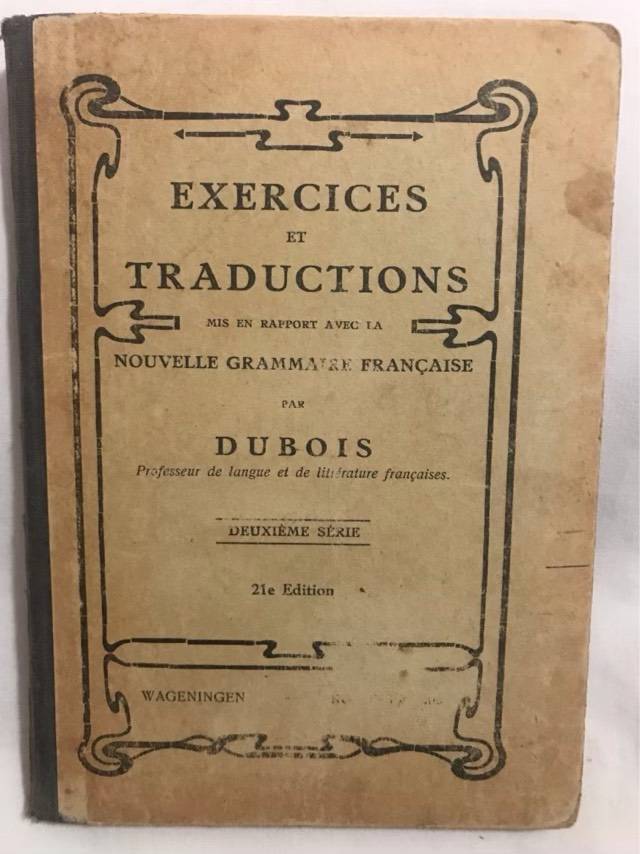 EXERCICES
ET
TRADUCTIONS
MIS EN RAPPORT AVEC LA
NOUVELLE GRAMMAIRE FRANÇAISE
PAR
DUBOIS
Professeur de langue et de littérature françaises.
DEUXIÈME SÉRIE
21e Edition
WAGENINGEN